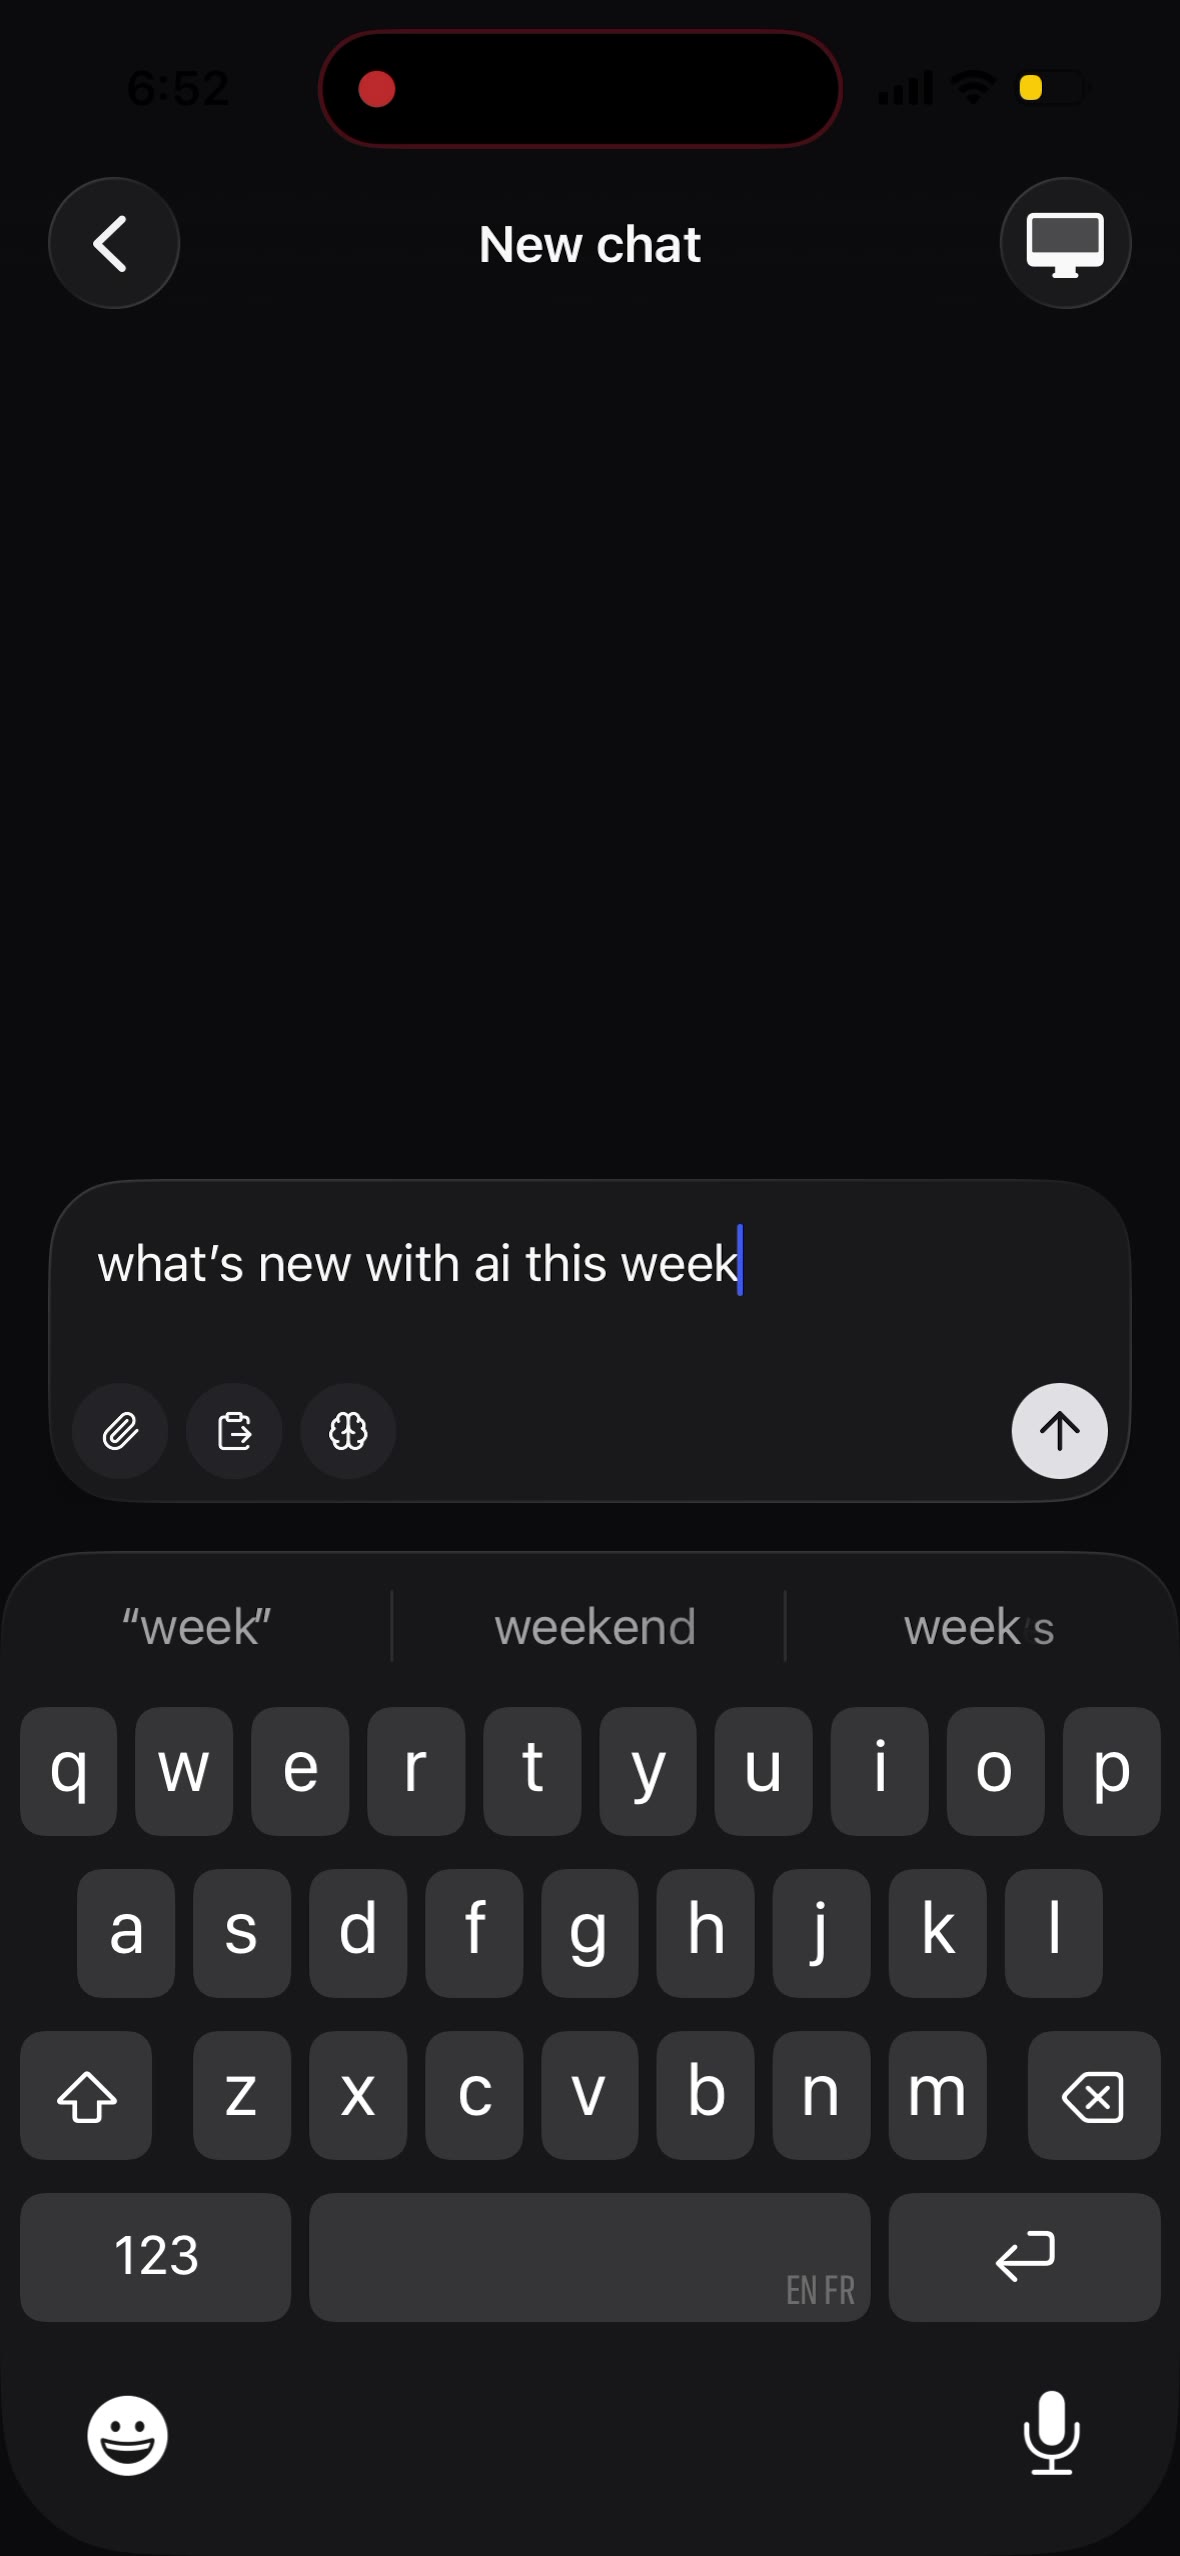 6:52
New chat
what’s new with ai this week
“week” weekend week’s
q w e r t y u i o p
a s d f g h j k l
z x c v b n m
123
EN FR